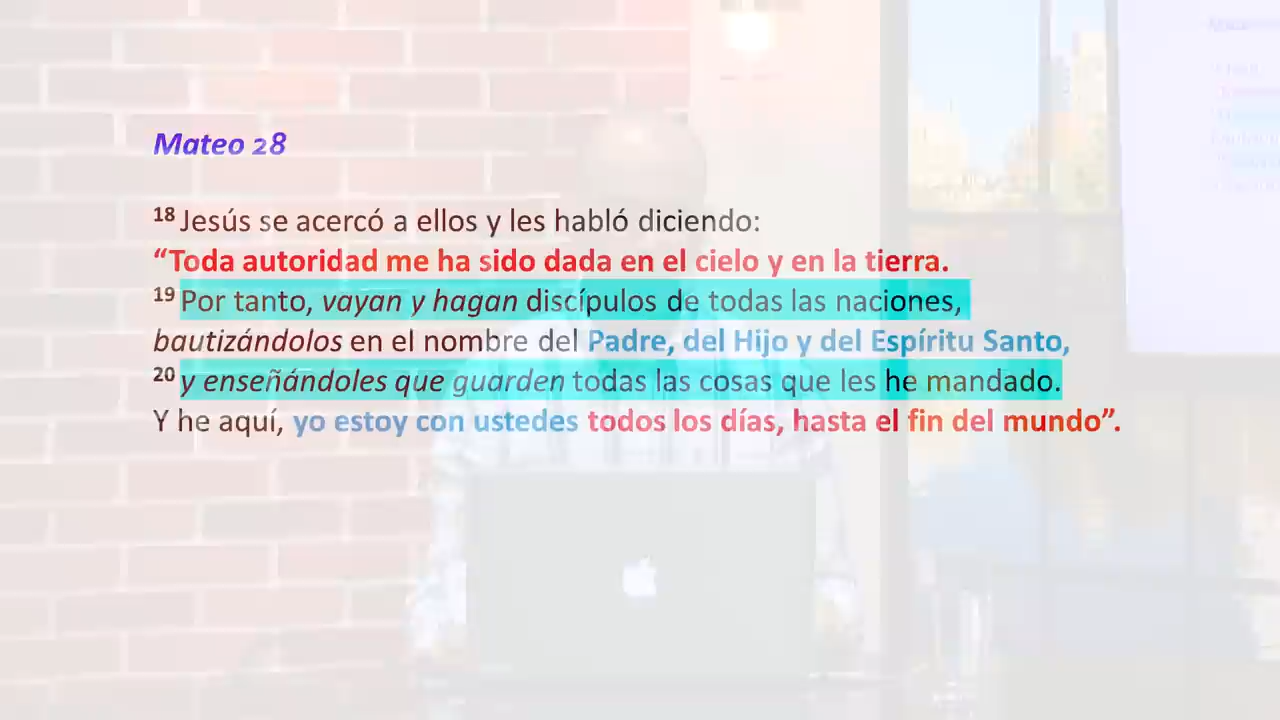 Mateo 28
18 Jesús se acercó a ellos y les habló diciendo:
“Toda autoridad me ha sido dada en el cielo y en la tierra.
19 Por tanto, vayan y hagan discípulos de todas las naciones,
bautizándolos en el nombre del Padre, del Hijo y del Espíritu Santo,
20 y enseñándoles que guarden todas las cosas que les he mandado.
Y he aquí, yo estoy con ustedes todos los días, hasta el fin del mundo”.